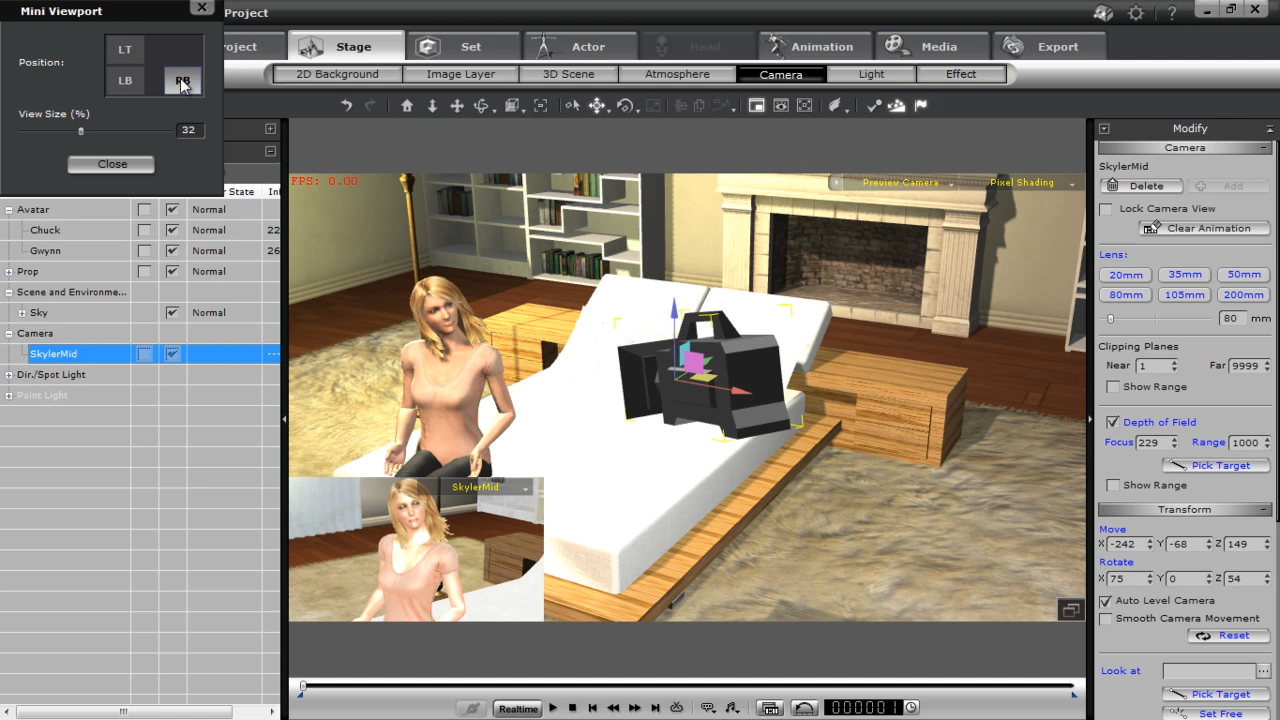 Mini Viewport
Project
Position:
LT
LB
RB
View Size (%)
32
Close
roject
Stage
Set
Actor
Head
Animation
Media
Export
2D Background
Image Layer
3D Scene
Atmosphere
Camera
Light
Effect
r State
Avatar
Normal
Chuck
Normal
22
Gwynn
Normal
26
Prop
Normal
Scene and Environme...
Sky
Normal
Camera
SkylerMid
---
Dir./Spot Light
Point Light
FPS: 0.00
Preview Camera
Pixel Shading
SkylerMid
Realtime
000001
Modify
Camera
SkylerMid
Delete
Add
Lock Camera View
Clear Animation
Lens:
20mm
35mm
50mm
80mm
105mm
200mm
80 mm
Clipping Planes
Near 1
Far 9999
Show Range
Depth of Field
Focus 229
Range 1000
Pick Target
Show Range
Transform
Move
X -242 Y -68 Z 149
Rotate
X 75 Y 0 Z 54
Auto Level Camera
Smooth Camera Movement
Reset
Look at
Pick Target
Set Free